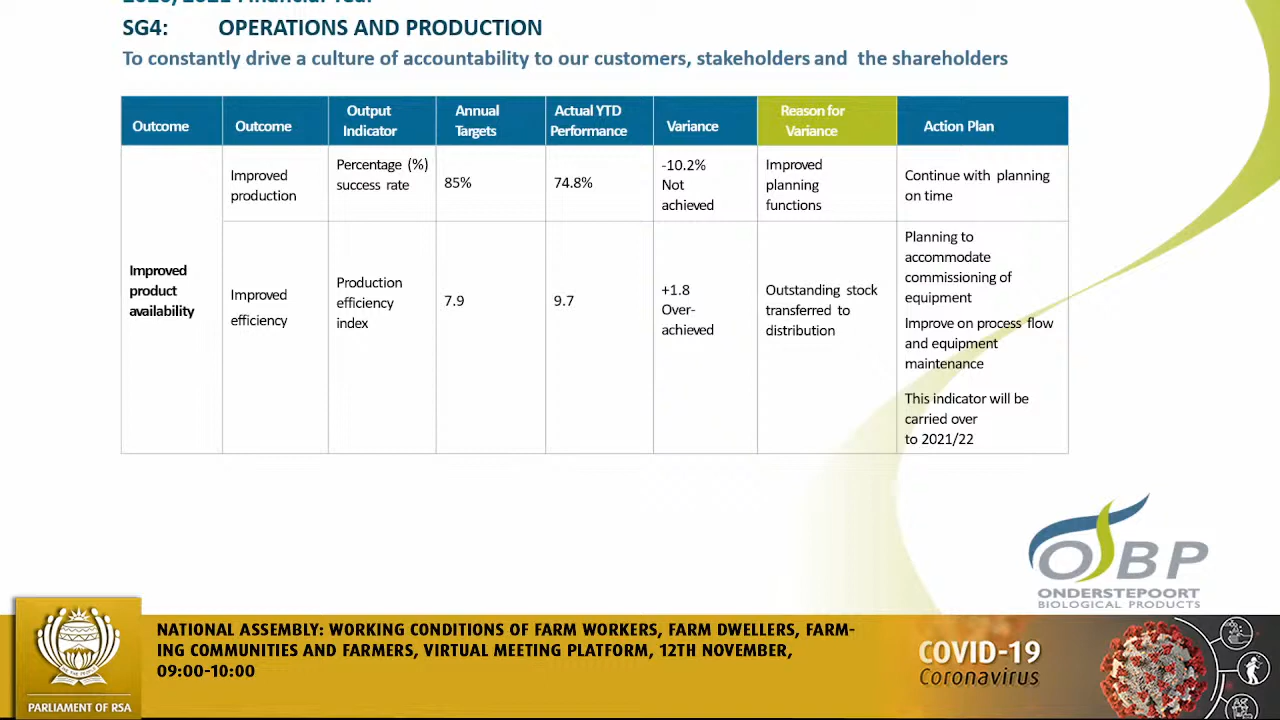 2020/2021 Financial Year
SG4: OPERATIONS AND PRODUCTION
To constantly drive a culture of accountability to our customers, stakeholders and the shareholders
Outcome
Outcome
Output
Indicator
Annual
Targets
Actual YTD
Performance
Variance
Reason for
Variance
Action Plan
Improved
product
availability
Improved
production
Percentage (%)
success rate
85%
74.8%
-10.2%
Not
achieved
Improved
planning
functions
Continue with planning
on time
Improved
efficiency
Production
efficiency
index
7.9
9.7
+1.8
Over-
achieved
Outstanding stock
transferred to
distribution
Planning to
accommodate
commissioning of
equipment
Improve on process flow
and equipment
maintenance
This indicator will be
carried over
to 2021/22
OBP
ONDERSTEPOORT
BIOLOGICAL PRODUCTS
PARLIAMENT OF RSA
NATIONAL ASSEMBLY: WORKING CONDITIONS OF FARM WORKERS, FARM DWELLERS, FARM-
ING COMMUNITIES AND FARMERS, VIRTUAL MEETING PLATFORM, 12TH NOVEMBER,
09:00-10:00
COVID-19
Coronavirus